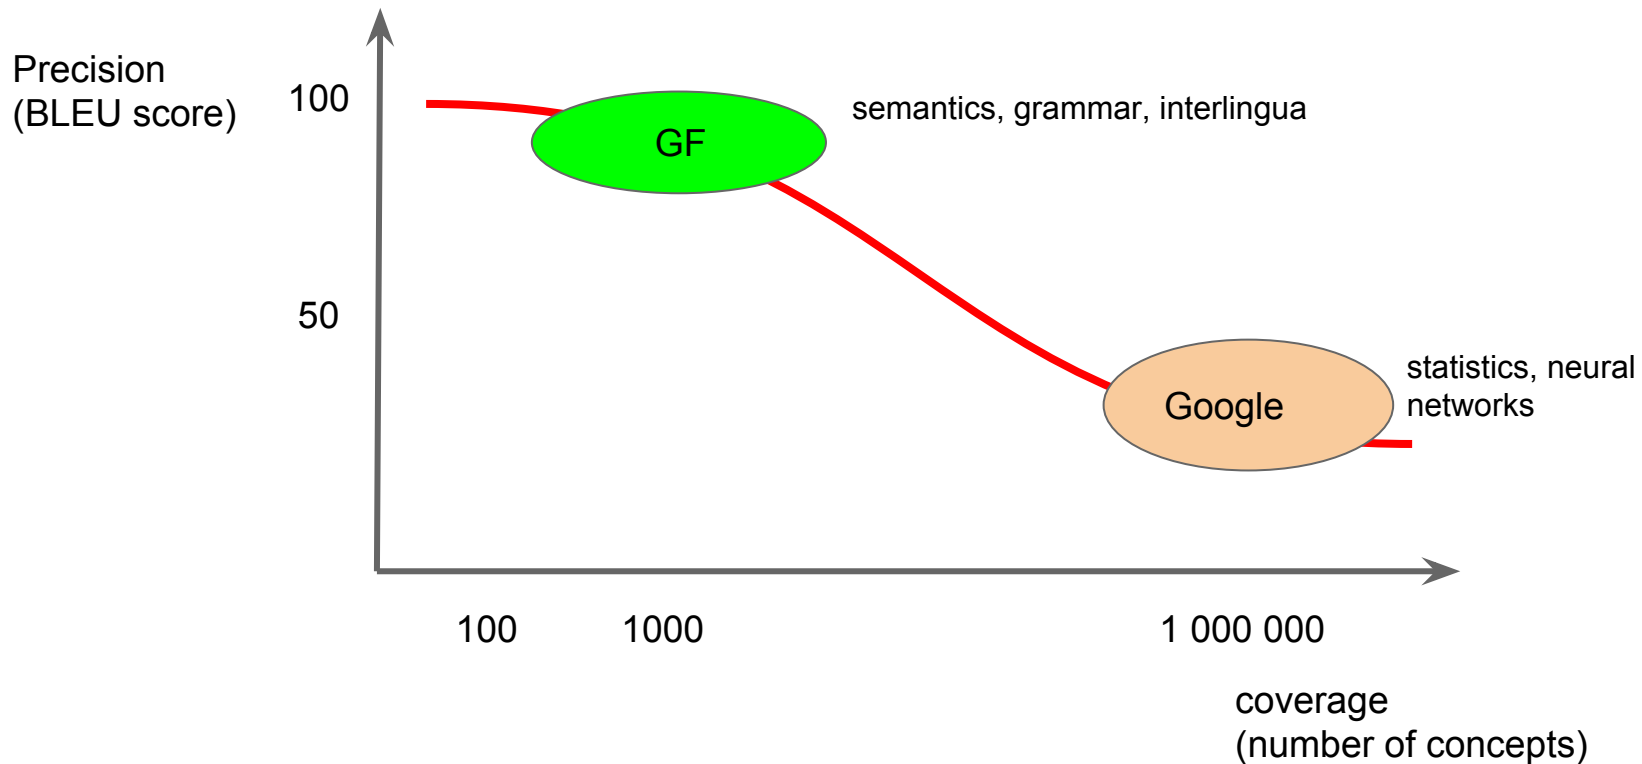 Precision
(BLEU score)
100
GF
semantics, grammar, interlingua
50
Google
statistics, neural
networks
100
1000
1 000 000
coverage
(number of concepts)